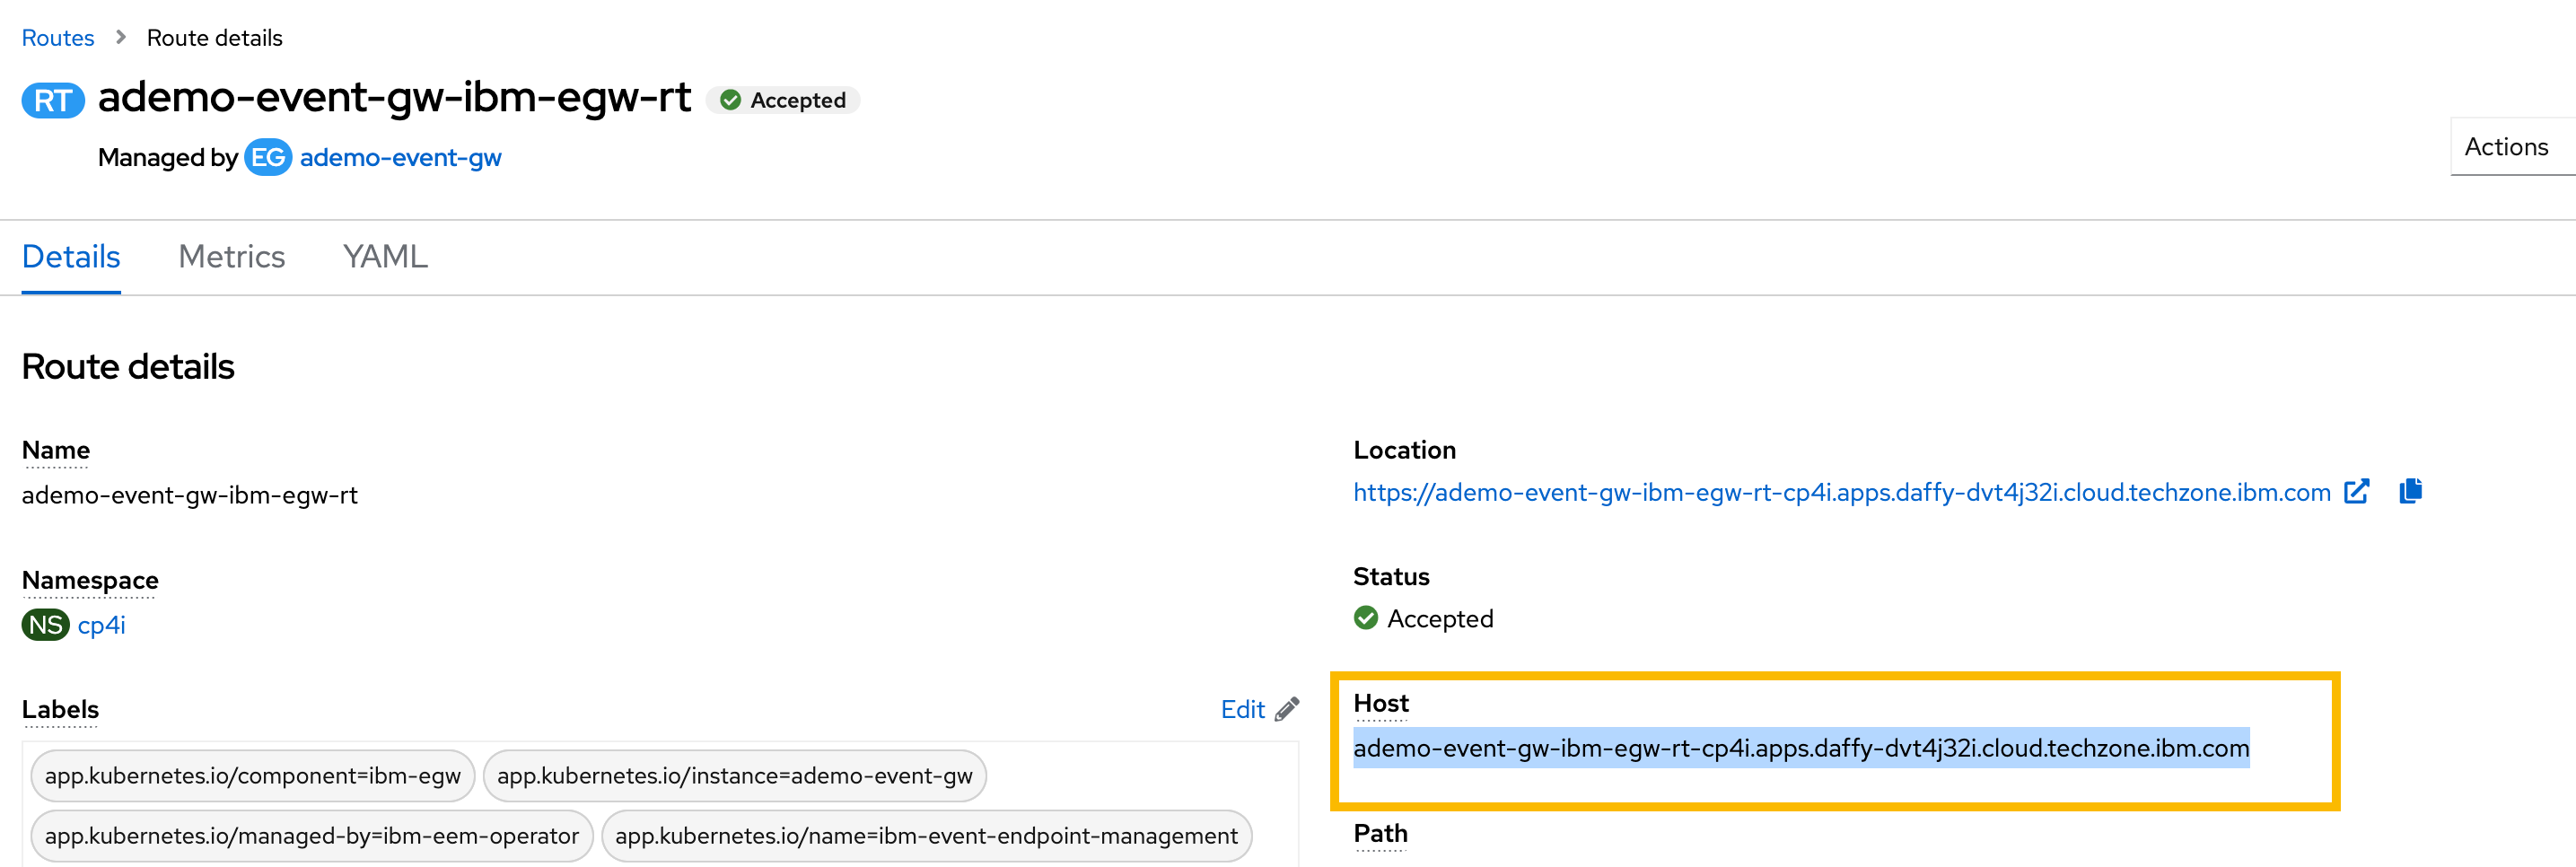 Routes > Route details
RT ademo-event-gw-ibm-egw-rt Accepted
Managed by EG ademo-event-gw
Actions
Details Metrics YAML
Route details
Name
ademo-event-gw-ibm-egw-rt
Namespace
NS cp4i
Labels
Edit
app.kubernetes.io/component=ibm-egw app.kubernetes.io/instance=ademo-event-gw
app.kubernetes.io/managed-by=ibm-eem-operator app.kubernetes.io/name=ibm-event-endpoint-management
Location
https://ademo-event-gw-ibm-egw-rt-cp4i.apps.daffy-dvt4j32i.cloud.techzone.ibm.com
Status
Accepted
Host
ademo-event-gw-ibm-egw-rt-cp4i.apps.daffy-dvt4j32i.cloud.techzone.ibm.com
Path